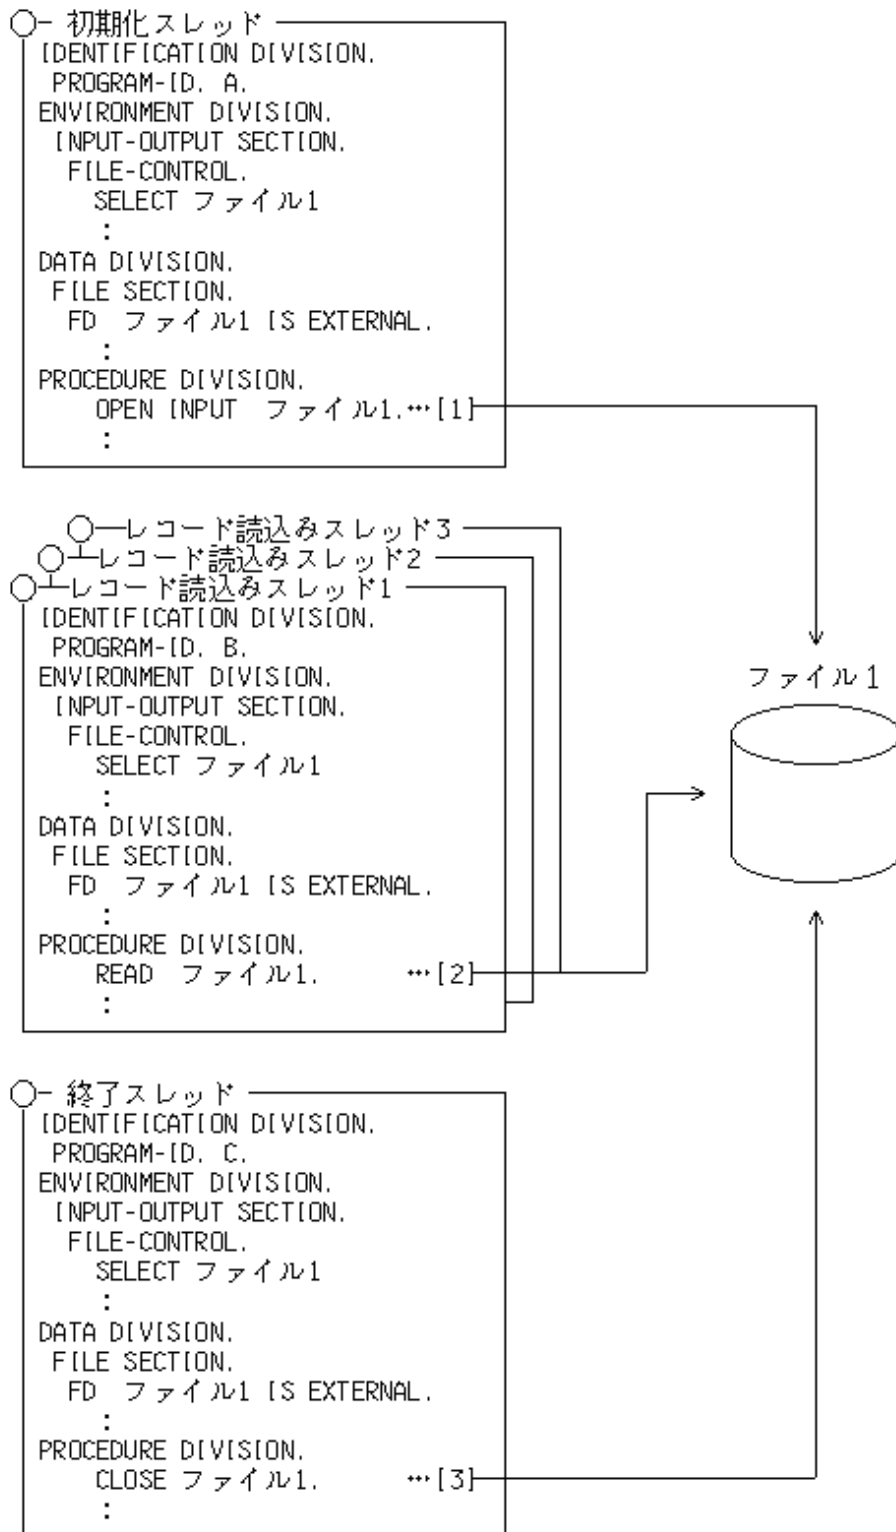 初期化スレッド
IDENTIFICATION DIVISION.
PROGRAM-ID. A.
ENVIRONMENT DIVISION.
INPUT-OUTPUT SECTION.
FILE-CONTROL.
SELECT ファイル1
:
DATA DIVISION.
FILE SECTION.
FD ファイル1 IS EXTERNAL.
:
PROCEDURE DIVISION.
OPEN INPUT ファイル1.…[1]
:
レコード読込みスレッド3
レコード読込みスレッド2
レコード読込みスレッド1
IDENTIFICATION DIVISION.
PROGRAM-ID. B.
ENVIRONMENT DIVISION.
INPUT-OUTPUT SECTION.
FILE-CONTROL.
SELECT ファイル1
:
DATA DIVISION.
FILE SECTION.
FD ファイル1 IS EXTERNAL.
:
PROCEDURE DIVISION.
READ ファイル1. …[2]
:
ファイル1
終了スレッド
IDENTIFICATION DIVISION.
PROGRAM-ID. C.
ENVIRONMENT DIVISION.
INPUT-OUTPUT SECTION.
FILE-CONTROL.
SELECT ファイル1
:
DATA DIVISION.
FILE SECTION.
FD ファイル1 IS EXTERNAL.
:
PROCEDURE DIVISION.
CLOSE ファイル1. …[3]
: